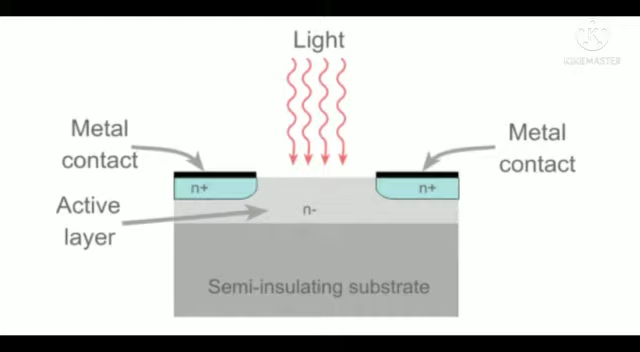 Light
KINEMASTER
Metal
contact
Metal
contact
n+
n+
Active
layer
n-
Semi-insulating substrate